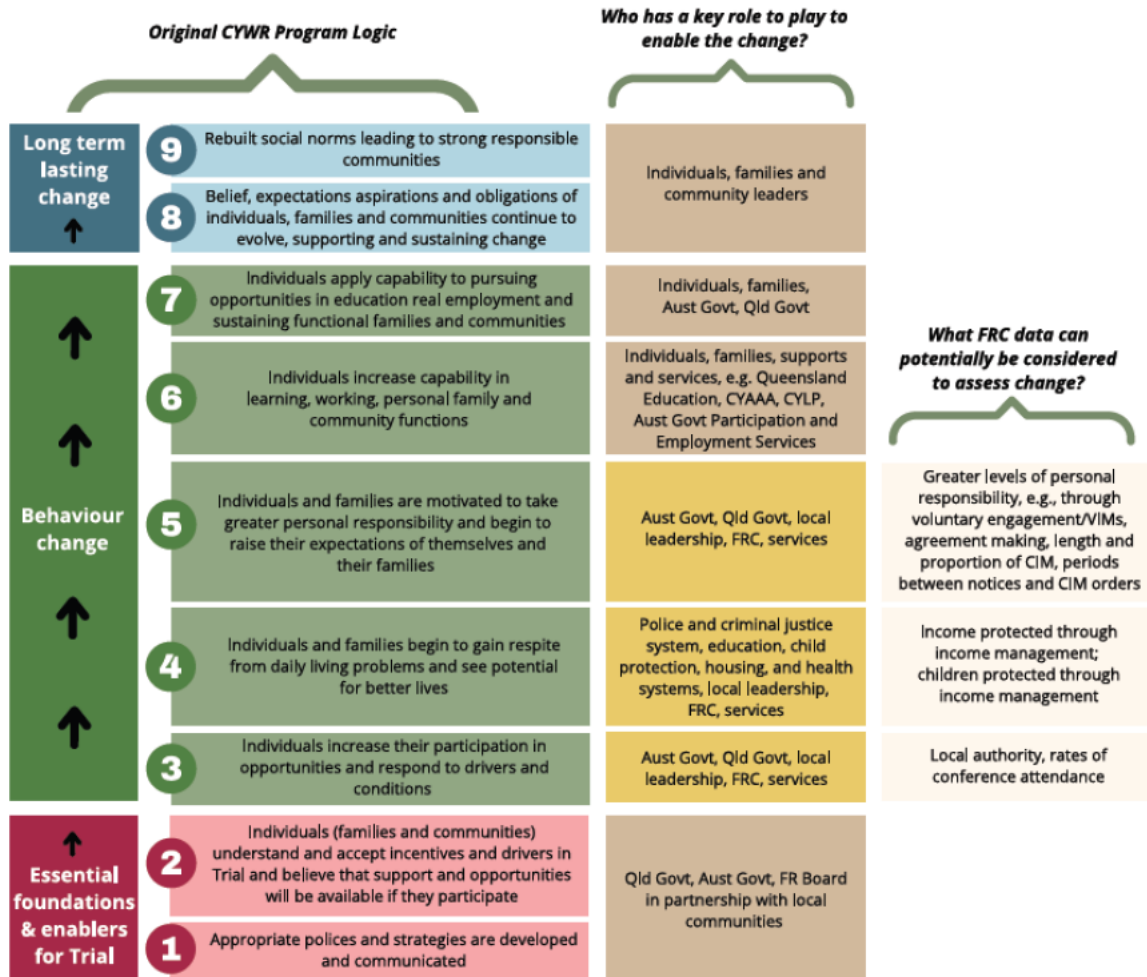 Original CYWR Program Logic
Who has a key role to play to
enable the change?
Long term
lasting
change
9
Rebuilt social norms leading to strong responsible
communities
8
Belief, expectations aspirations and obligations of
individuals, families and communities continue to
evolve, supporting and sustaining change
Individuals, families and
community leaders
Behaviour
change
7
Individuals apply capability to pursuing
opportunities in education real employment and
sustaining functional families and communities
Individuals, families,
Aust Govt, Qld Govt
What FRC data can
potentially be considered
to assess change?
6
Individuals increase capability in
learning, working, personal family and
community functions
Individuals, families, supports
and services, e.g. Queensland
Education, CYAAA, CYLP,
Aust Govt Participation and
Employment Services
5
Individuals and families are motivated to take
greater personal responsibility and begin to
raise their expectations of themselves and
their families
Aust Govt, Qld Govt, local
leadership, FRC, services
Greater levels of personal
responsibility, e.g., through
voluntary engagement/VIMs,
agreement making, length and
proportion of CIM, periods
between notices and CIM orders
4
Individuals and families begin to gain respite
from daily living problems and see potential
for better lives
Police and criminal justice
system, education, child
protection, housing, and health
systems, local leadership,
FRC, services
Income protected through
income management;
children protected through
income management
3
Individuals increase their participation in
opportunities and respond to drivers and
conditions
Aust Govt, Qld Govt, local
leadership, FRC, services
Local authority, rates of
conference attendance
Essential
foundations
& enablers
for Trial
2
Individuals (families and communities)
understand and accept incentives and drivers in
Trial and believe that support and opportunities
will be available if they participate
1
Appropriate polices and strategies are developed
and communicated
Qld Govt, Aust Govt, FR Board
in partnership with local
communities